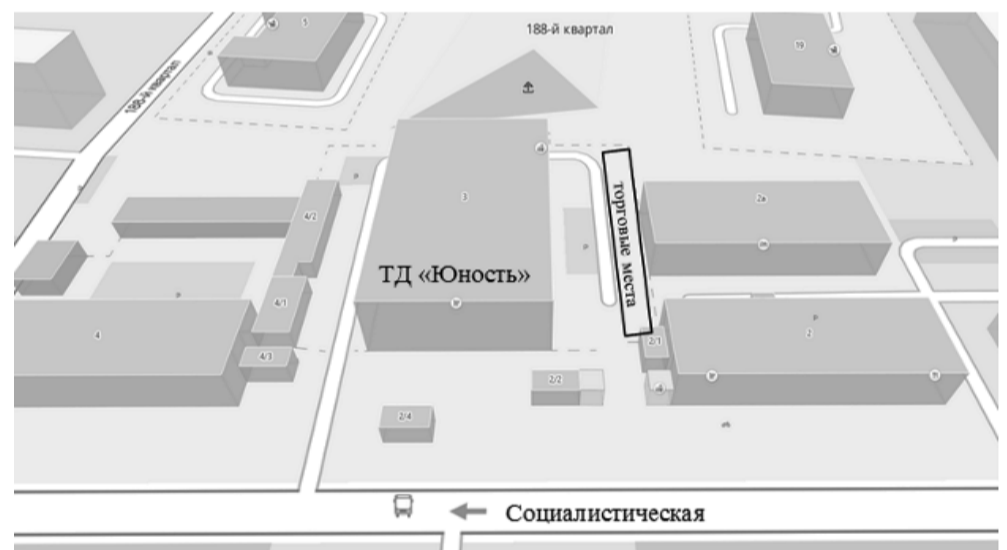 188-й квартал
5
19
188-й квартал
P
P
3
4/2
2а
торговые места
P
P
ТД «Юность»
P
4/1
P
4
2
4/3
2/1
2/2
2/4
Социалистическая